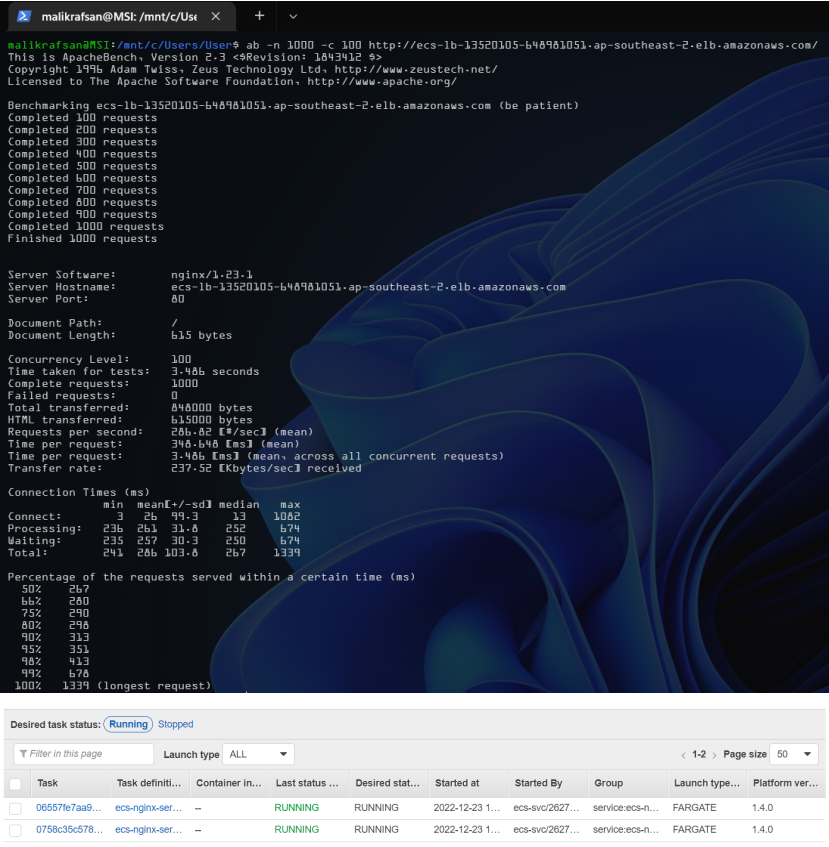 malikrafsan@MSI: /mnt/c/Use
malikrafsan@MSI:/mnt/c/Users/User$ ab -n 1000 -c 100 http://ecs-lb-13520105-648981051.ap-southeast-2.elb.amazonaws.com/
This is ApacheBench, Version 2.3 <$Revision: 1843412 $>
Copyright 1996 Adam Twiss, Zeus Technology Ltd, http://www.zeustech.net/
Licensed to The Apache Software Foundation, http://www.apache.org/
Benchmarking ecs-lb-13520105-648981051.ap-southeast-2.elb.amazonaws.com (be patient)
Completed 100 requests
Completed 200 requests
Completed 300 requests
Completed 400 requests
Completed 500 requests
Completed 600 requests
Completed 700 requests
Completed 800 requests
Completed 900 requests
Completed 1000 requests
Finished 1000 requests
Server Software: nginx/1.23.1
Server Hostname: ecs-lb-13520105-648981051.ap-southeast-2.elb.amazonaws.com
Server Port: 80
Document Path: /
Document Length: 615 bytes
Concurrency Level: 100
Time taken for tests: 3.486 seconds
Complete requests: 1000
Failed requests: 0
Total transferred: 848000 bytes
HTML transferred: 615000 bytes
Requests per second: 286.82 [#/sec] (mean)
Time per request: 348.648 [ms] (mean)
Time per request: 3.486 [ms] (mean, across all concurrent requests)
Transfer rate: 237.52 [Kbytes/sec] received
Connection Times (ms)
min mean[+/-sd] median max
Connect: 3 26 99.3 13 1082
Processing: 236 261 31.8 252 674
Waiting: 235 257 30.3 250 674
Total: 241 286 103.8 267 1339
Percentage of the requests served within a certain time (ms)
50% 267
66% 280
75% 290
80% 298
90% 313
95% 351
98% 413
99% 678
100% 1339 (longest request)
Desired task status: Running Stopped
Filter in this page Launch type ALL < 1-2 > Page size 50
Task Task definiti... Container in... Last status ... Desired stat... Started at Started By Group Launch type... Platform ver...
06557fe7aa9... ecs-nginx-ser... -- RUNNING RUNNING 2022-12-23 1... ecs-svc/2627... service:ecs-n... FARGATE 1.4.0
0758c35c578... ecs-nginx-ser... -- RUNNING RUNNING 2022-12-23 1... ecs-svc/2627... service:ecs-n... FARGATE 1.4.0